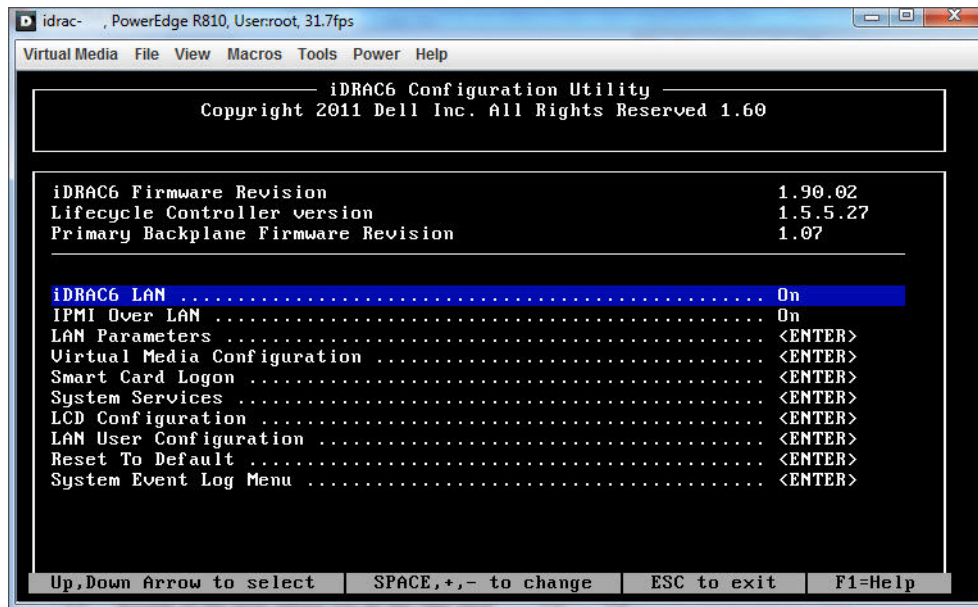 idrac- , PowerEdge R810, User:root, 31.7fps
Virtual Media File View Macros Tools Power Help
iDRAC6 Configuration Utility
Copyright 2011 Dell Inc. All Rights Reserved 1.60
iDRAC6 Firmware Revision 1.90.02
Lifecycle Controller version 1.5.5.27
Primary Backplane Firmware Revision 1.07
iDRAC6 LAN ................................................... On
IPMI Over LAN ................................................ On
LAN Parameters ............................................... <ENTER>
Virtual Media Configuration .................................. <ENTER>
Smart Card Logon ............................................. <ENTER>
System Services .............................................. <ENTER>
LCD Configuration ............................................ <ENTER>
LAN User Configuration ....................................... <ENTER>
Reset To Default ............................................. <ENTER>
System Event Log Menu ........................................ <ENTER>
Up,Down Arrow to select SPACE,+,- to change ESC to exit F1=Help